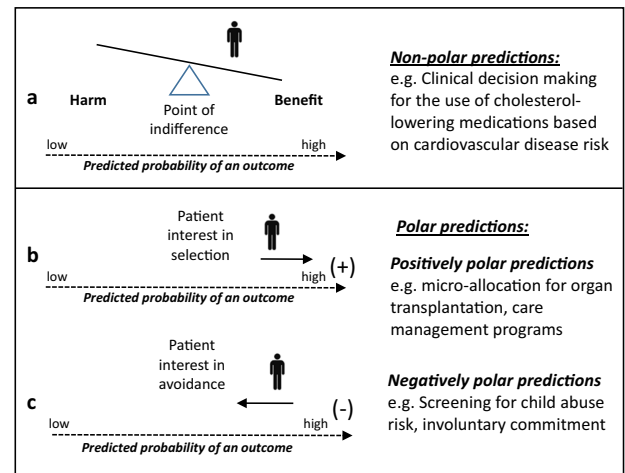 a
Harm
Point of
indifference
Benefit
low
high
Predicted probability of an outcome
Non-polar predictions:
e.g. Clinical decision making
for the use of cholesterol-
lowering medications based
on cardiovascular disease risk
b
Patient
interest in
selection
low
high (+)
Predicted probability of an outcome
Polar predictions:
Positively polar predictions
e.g. micro-allocation for organ
transplantation, care
management programs
c
Patient
interest in
avoidance
low
high (-)
Predicted probability of an outcome
Negatively polar predictions
e.g. Screening for child abuse
risk, involuntary commitment